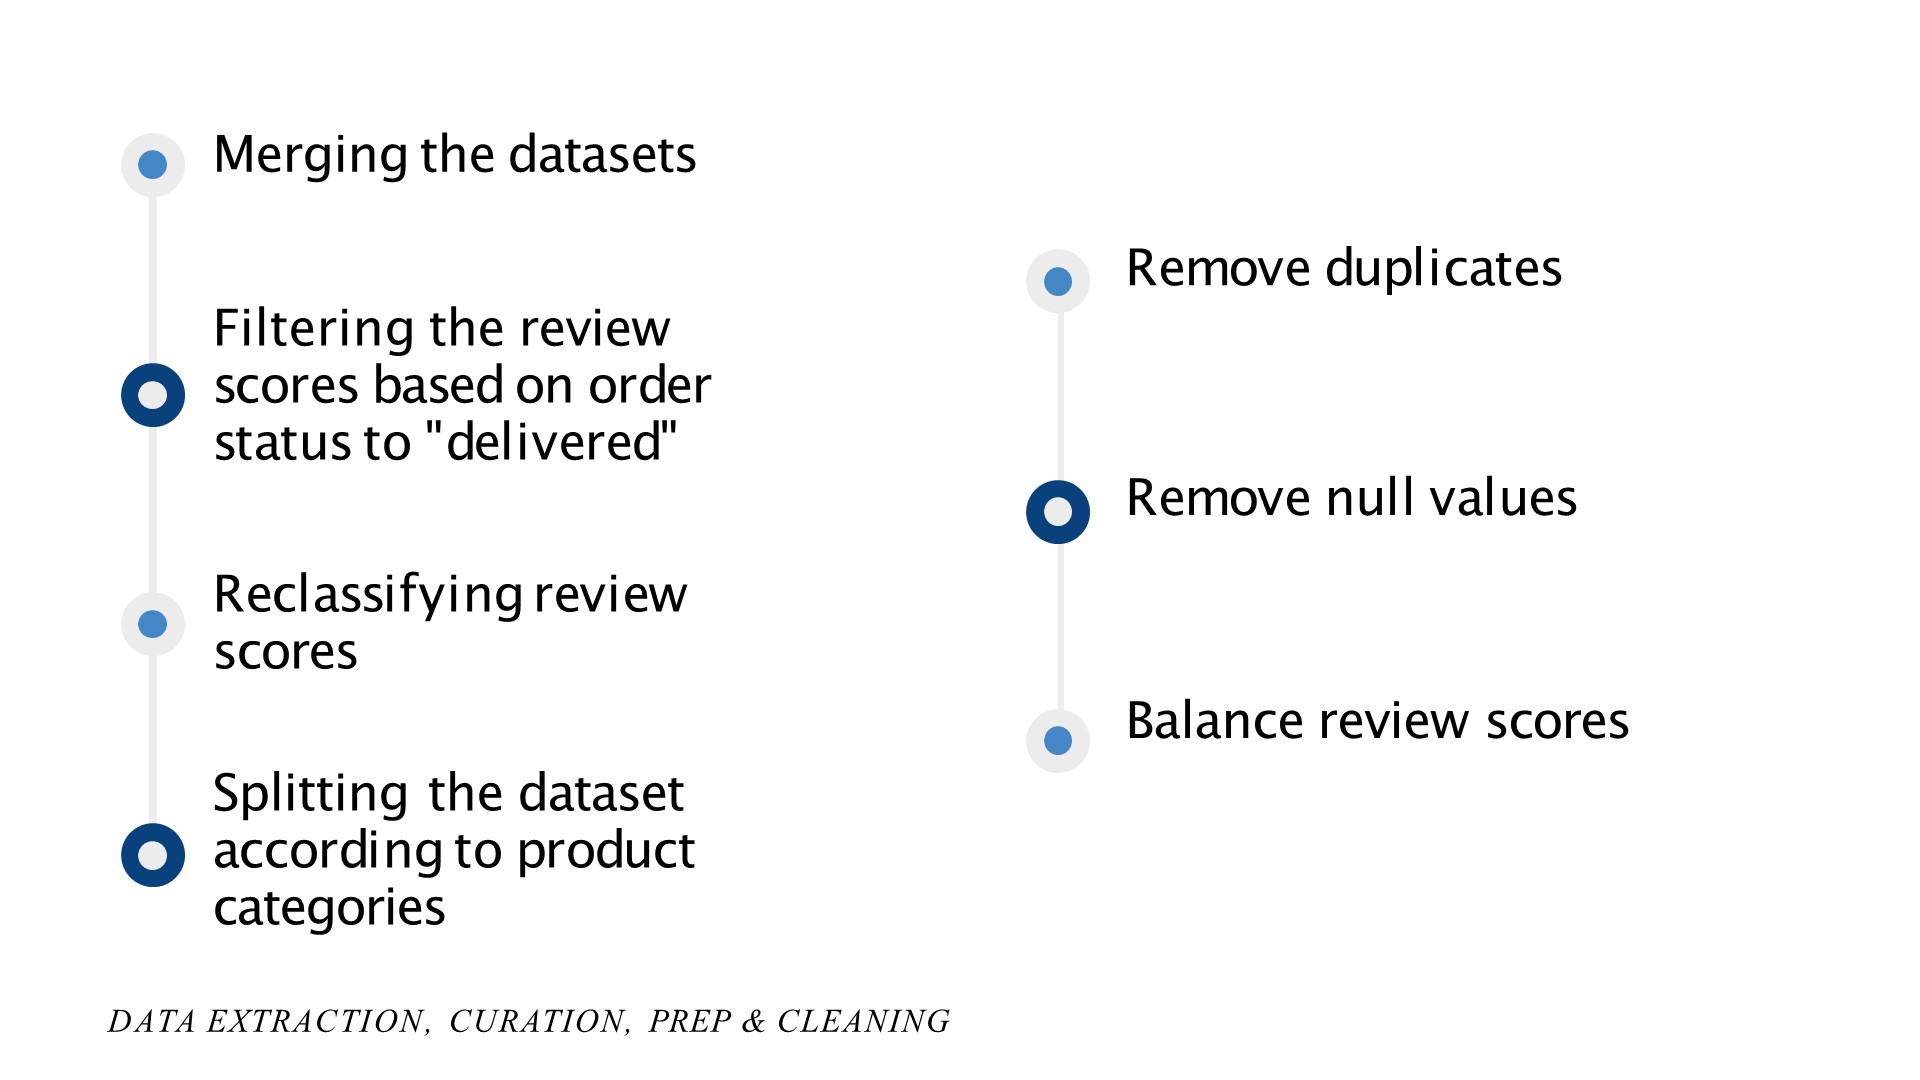 Merging the datasets
Filtering the review
scores based on order
status to "delivered"
Reclassifying review
scores
Splitting the dataset
according to product
categories
Remove duplicates
Remove null values
Balance review scores
DATA EXTRACTION, CURATION, PREP & CLEANING